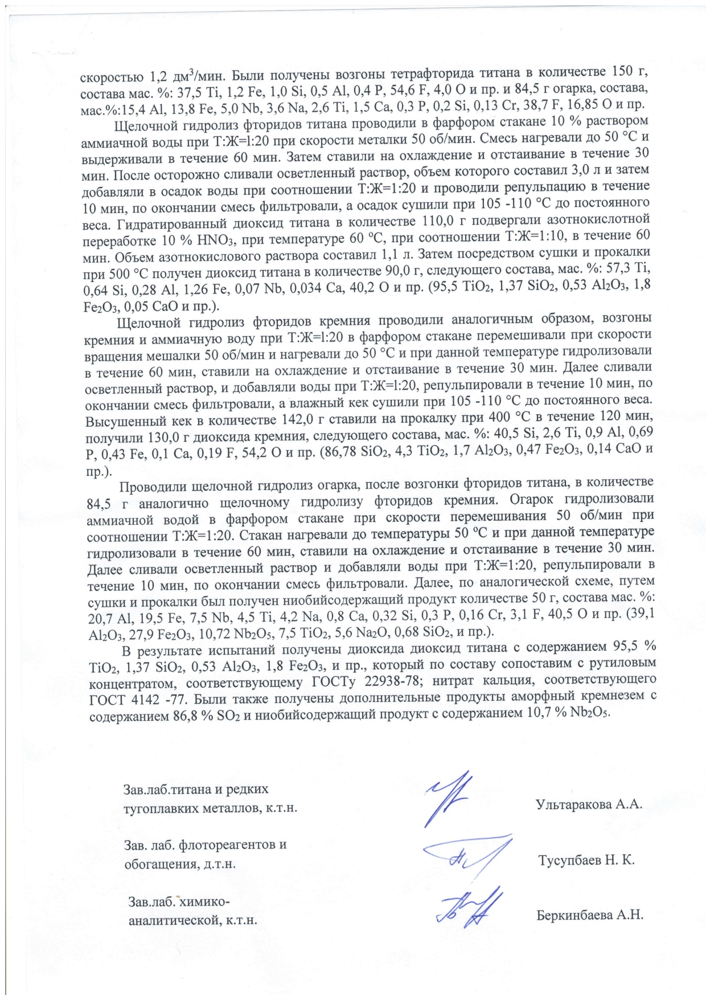 скоростью 1,2 дм³/мин. Были получены возгоны тетрафторида титана в количестве 150 г,
состава мас. %: 37,5 Ti, 1,2 Fe, 1,0 Si, 0,5 Al, 0,4 P, 54,6 F, 4,0 O и пр. и 84,5 г огарка, состава,
мас.%:15,4 Al, 13,8 Fe, 5,0 Nb, 3,6 Na, 2,6 Ti, 1,5 Ca, 0,3 P, 0,2 Si, 0,13 Cr, 38,7 F, 16,85 O и пр.
Щелочной гидролиз фторидов титана проводили в фарфором стакане 10 % раствором
аммиачной воды при Т:Ж=l:20 при скорости металки 50 об/мин. Смесь нагревали до 50 °С и
выдерживали в течение 60 мин. Затем ставили на охлаждение и отстаивание в течение 30
мин. После осторожно сливали осветленный раствор, объем которого составил 3,0 л и затем
добавляли в осадок воды при соотношении Т:Ж=1:20 и проводили репульпацию в течение
10 мин, по окончании смесь фильтровали, а осадок сушили при 105 -110 °С до постоянного
веса. Гидратированный диоксид титана в количестве 110,0 г подвергали азотнокислотной
переработке 10 % HNO₃, при температуре 60 ºС, при соотношении Т:Ж=1:10, в течение 60
мин. Объем азотнокислового раствора составил 1,1 л. Затем посредством сушки и прокалки
при 500 °С получен диоксид титана в количестве 90,0 г, следующего состава, мас. %: 57,3 Ti,
0,64 Si, 0,28 Al, 1,26 Fe, 0,07 Nb, 0,034 Ca, 40,2 O и пр. (95,5 TiO₂, 1,37 SiO₂, 0,53 Al₂O₃, 1,8
Fe₂O₃, 0,05 CaO и пр.).
Щелочной гидролиз фторидов кремния проводили аналогичным образом, возгоны
кремния и аммиачную воду при Т:Ж=l:20 в фарфором стакане перемешивали при скорости
вращения мешалки 50 об/мин и нагревали до 50 °С и при данной температуре гидролизовали
в течение 60 мин, ставили на охлаждение и отстаивание в течение 30 мин. Далее сливали
осветленный раствор, и добавляли воды при Т:Ж=l:20, репульпировали в течение 10 мин, по
окончании смесь фильтровали, а влажный кек сушили при 105 -110 °С до постоянного веса.
Высушенный кек в количестве 142,0 г ставили на прокалку при 400 °С в течение 120 мин,
получили 130,0 г диоксида кремния, следующего состава, мас. %: 40,5 Si, 2,6 Ti, 0,9 Al, 0,69
P, 0,43 Fe, 0,1 Ca, 0,19 F, 54,2 O и пр. (86,78 SiO₂, 4,3 TiO₂, 1,7 Al₂O₃, 0,47 Fe₂O₃, 0,14 CaO и
пр.).
Проводили щелочной гидролиз огарка, после возгонки фторидов титана, в количестве
84,5 г аналогично щелочному гидролизу фторидов кремния. Огарок гидролизовали
аммиачной водой в фарфором стакане при скорости перемешивания 50 об/мин при
соотношении Т:Ж=1:20. Стакан нагревали до температуры 50 ºС и при данной температуре
гидролизовали в течение 60 мин, ставили на охлаждение и отстаивание в течение 30 мин.
Далее сливали осветленный раствор и добавляли воды при Т:Ж=1:20, репульпировали в
течение 10 мин, по окончании смесь фильтровали. Далее, по аналогической схеме, путем
сушки и прокалки был получен ниобийсодержащий продукт количестве 50 г, состава мас. %:
20,7 Al, 19,5 Fe, 7,5 Nb, 4,5 Ti, 4,2 Na, 0,8 Ca, 0,32 Si, 0,3 P, 0,16 Cr, 3,1 F, 40,5 O и пр. (39,1
Al₂O₃, 27,9 Fe₂O₃, 10,72 Nb₂O₅, 7,5 TiO₂, 5,6 Na₂O, 0,68 SiO₂, и пр.).
В результате испытаний получены диоксида диоксид титана с содержанием 95,5 %
TiO₂, 1,37 SiO₂, 0,53 Al₂O₃, 1,8 Fe₂O₃, и пр., который по составу сопоставим с рутиловым
концентратом, соответствующему ГОСТу 22938-78; нитрат кальция, соответствующего
ГОСТ 4142 -77. Были также получены дополнительные продукты аморфный кремнезем с
содержанием 86,8 % SO₂ и ниобийсодержащий продукт с содержанием 10,7 % Nb₂O₅.
Зав.лаб.титана и редких
тугоплавких металлов, к.т.н.
Ультаракова А.А.
Зав. лаб. флотореагентов и
обогащения, д.т.н.
Тусупбаев Н. К.
Зав.лаб. химико-
аналитической, к.т.н.
Беркинбаева А.Н.